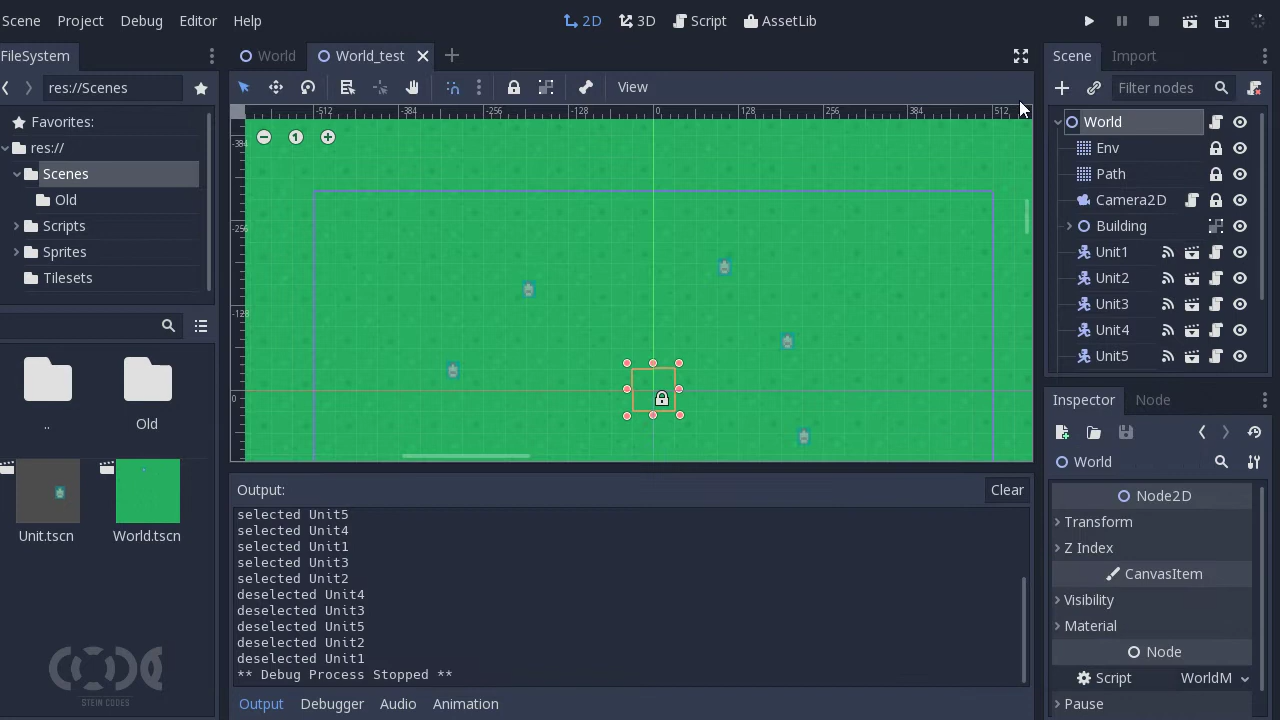 Scene Project Debug Editor Help 2D 3D Script AssetLib
FileSystem
World World_test
Scene Import
res://Scenes
View
Filter nodes
Favorites:
res://
Scenes
Old
Scripts
Sprites
Tilesets
..
Old
Unit.tscn
World.tscn
STEIN CODES
-512 -384 -256 -128 0 128 256 384 512
-384
-256
-128
0
1
Output:
Clear
selected Unit5
selected Unit4
selected Unit1
selected Unit3
selected Unit2
deselected Unit4
deselected Unit3
deselected Unit5
deselected Unit2
deselected Unit1
** Debug Process Stopped **
Output Debugger Audio Animation
World
Env
Path
Camera2D
Building
Unit1
Unit2
Unit3
Unit4
Unit5
Inspector Node
World
Node2D
Transform
Z Index
CanvasItem
Visibility
Material
Node
Script WorldM
Pause